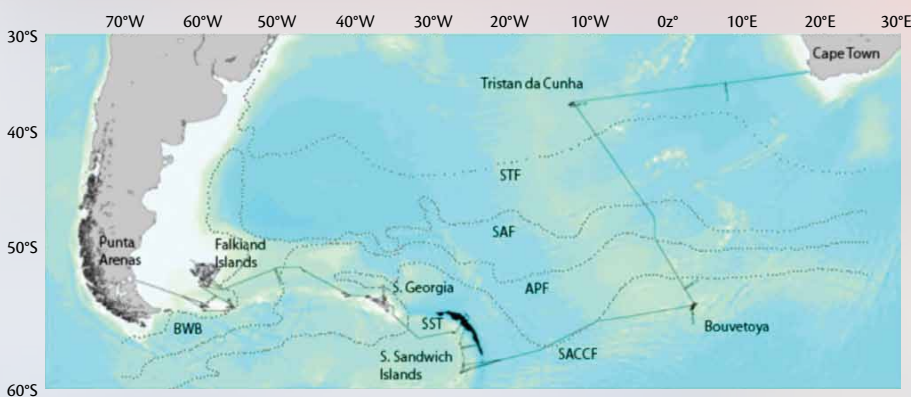 70°W 60°W 50°W 40°W 30°W 20°W 10°W 0z° 10°E 20°E 30°E
30°S
Cape Town
Tristan da Cunha
40°S
STF
SAF
50°S
Punta
Arenas
Falkiand
Islands
S. Georgia
APF
SST
BWB
Bouvetoya
S. Sandwich
Islands
SACCF
60°S